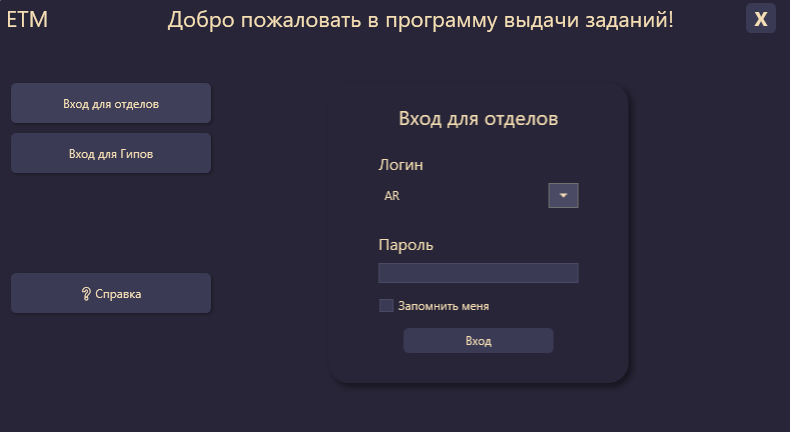 ETM
Добро пожаловать в программу выдачи заданий!
X
Вход для отделов
Вход для Гипов
? Справка
Вход для отделов
Логин
AR
Пароль
Запомнить меня
Вход